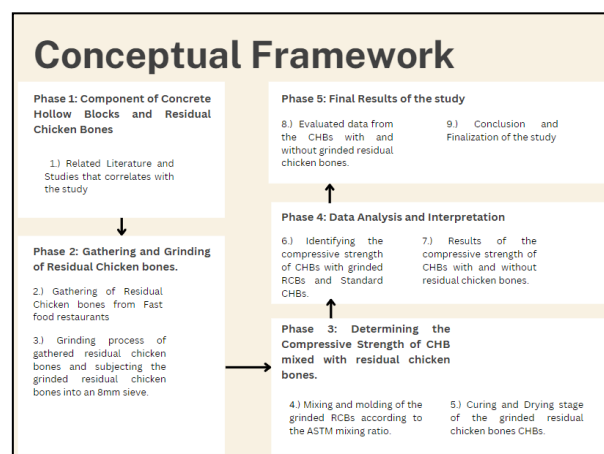 Conceptual Framework
Phase 1: Component of Concrete
Hollow Blocks and Residual
Chicken Bones
1.) Related Literature and
Studies that correlates with
the study
Phase 2: Gathering and Grinding
of Residual Chicken bones.
2.) Gathering of Residual
Chicken bones from Fast
food restaurants
3.) Grinding process of
gathered residual chicken
bones and subjecting the
grinded residual chicken
bones into an 8mm sieve.
Phase 3: Determining the
Compressive Strength of CHB
mixed with residual chicken
bones.
4.) Mixing and molding of the
grinded RCBs according to
the ASTM mixing ratio.
5.) Curing and Drying stage
of the grinded residual
chicken bones CHBs.
Phase 4: Data Analysis and Interpretation
6.) Identifying the
compressive strength
of CHBs with grinded
RCBs and Standard
CHBs.
7.) Results of the
compressive strength of
CHBs with and without
residual chicken bones.
Phase 5: Final Results of the study
8.) Evaluated data from
the CHBs with and
without grinded residual
chicken bones.
9.) Conclusion and
Finalization of the study